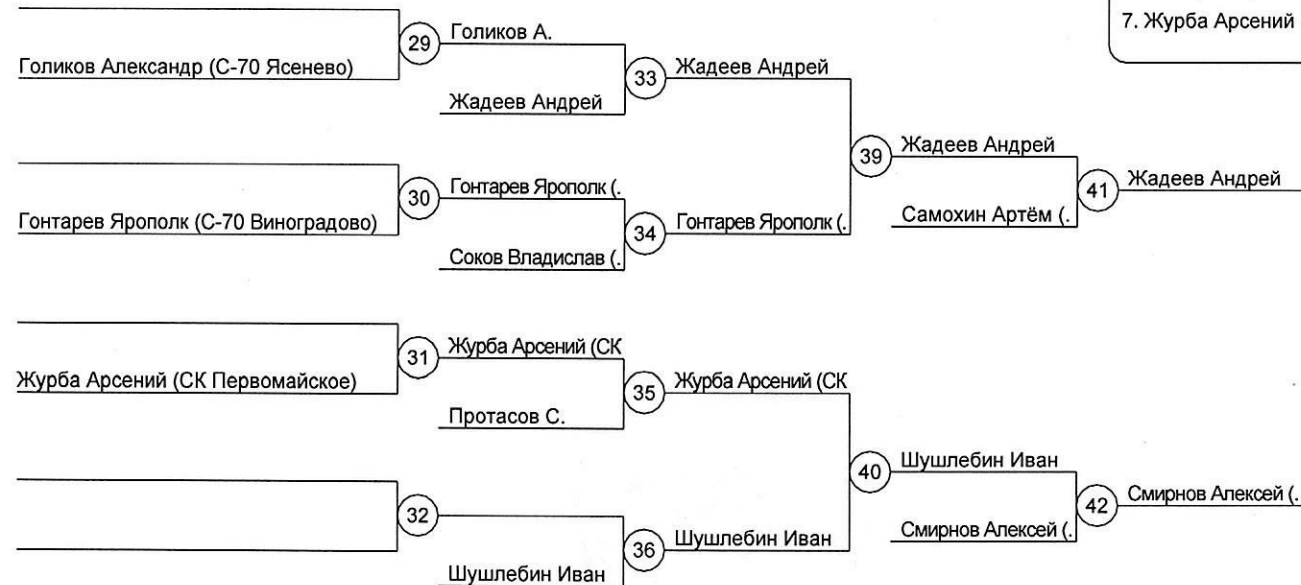 7. Журба Арсений
29
Голиков А.
Голиков Александр (С-70 Ясенево)
33
Жадеев Андрей
Жадеев Андрей
39
Жадеев Андрей
30
Гонтарев Ярополк (.
41
Жадеев Андрей
Гонтарев Ярополк (С-70 Виноградово)
34
Гонтарев Ярополк (.
Самохин Артём (.
Соков Владислав (.
31
Журба Арсений (СК
Журба Арсений (СК Первомайское)
35
Журба Арсений (СК
Протасов С.
40
Шушлебин Иван
32
42
Смирнов Алексей (.
36
Шушлебин Иван
Смирнов Алексей (.
Шушлебин Иван